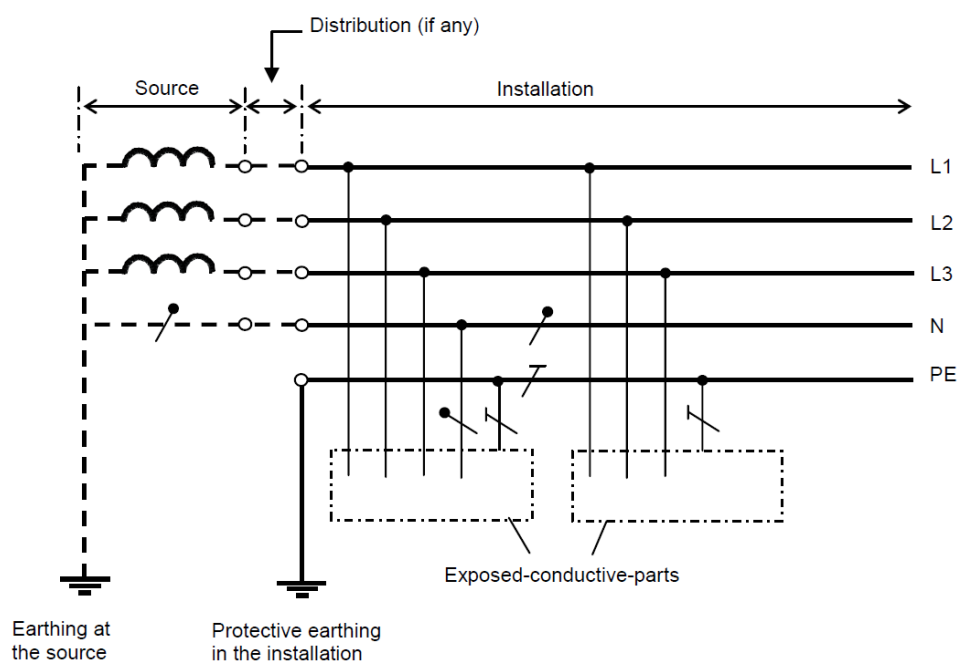 Distribution (if any)
Source
Installation
L1
L2
L3
N
PE
Exposed-conductive-parts
Earthing at
the source
Protective earthing
in the installation